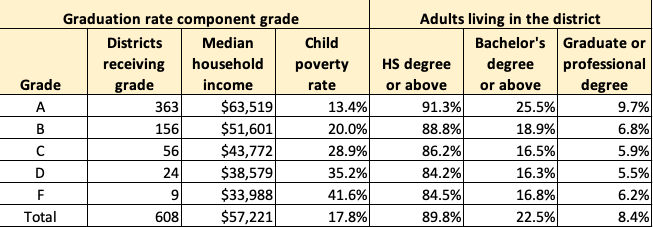 Graduation rate component grade Adults living in the district
Grade Districts receiving grade Median household income Child poverty rate HS degree or above Bachelor's degree or above Graduate or professional degree
A 363 $63,519 13.4% 91.3% 25.5% 9.7%
B 156 $51,601 20.0% 88.8% 18.9% 6.8%
C 56 $43,772 28.9% 86.2% 16.5% 5.9%
D 24 $38,579 35.2% 84.2% 16.3% 5.5%
F 9 $33,988 41.6% 84.5% 16.8% 6.2%
Total 608 $57,221 17.8% 89.8% 22.5% 8.4%